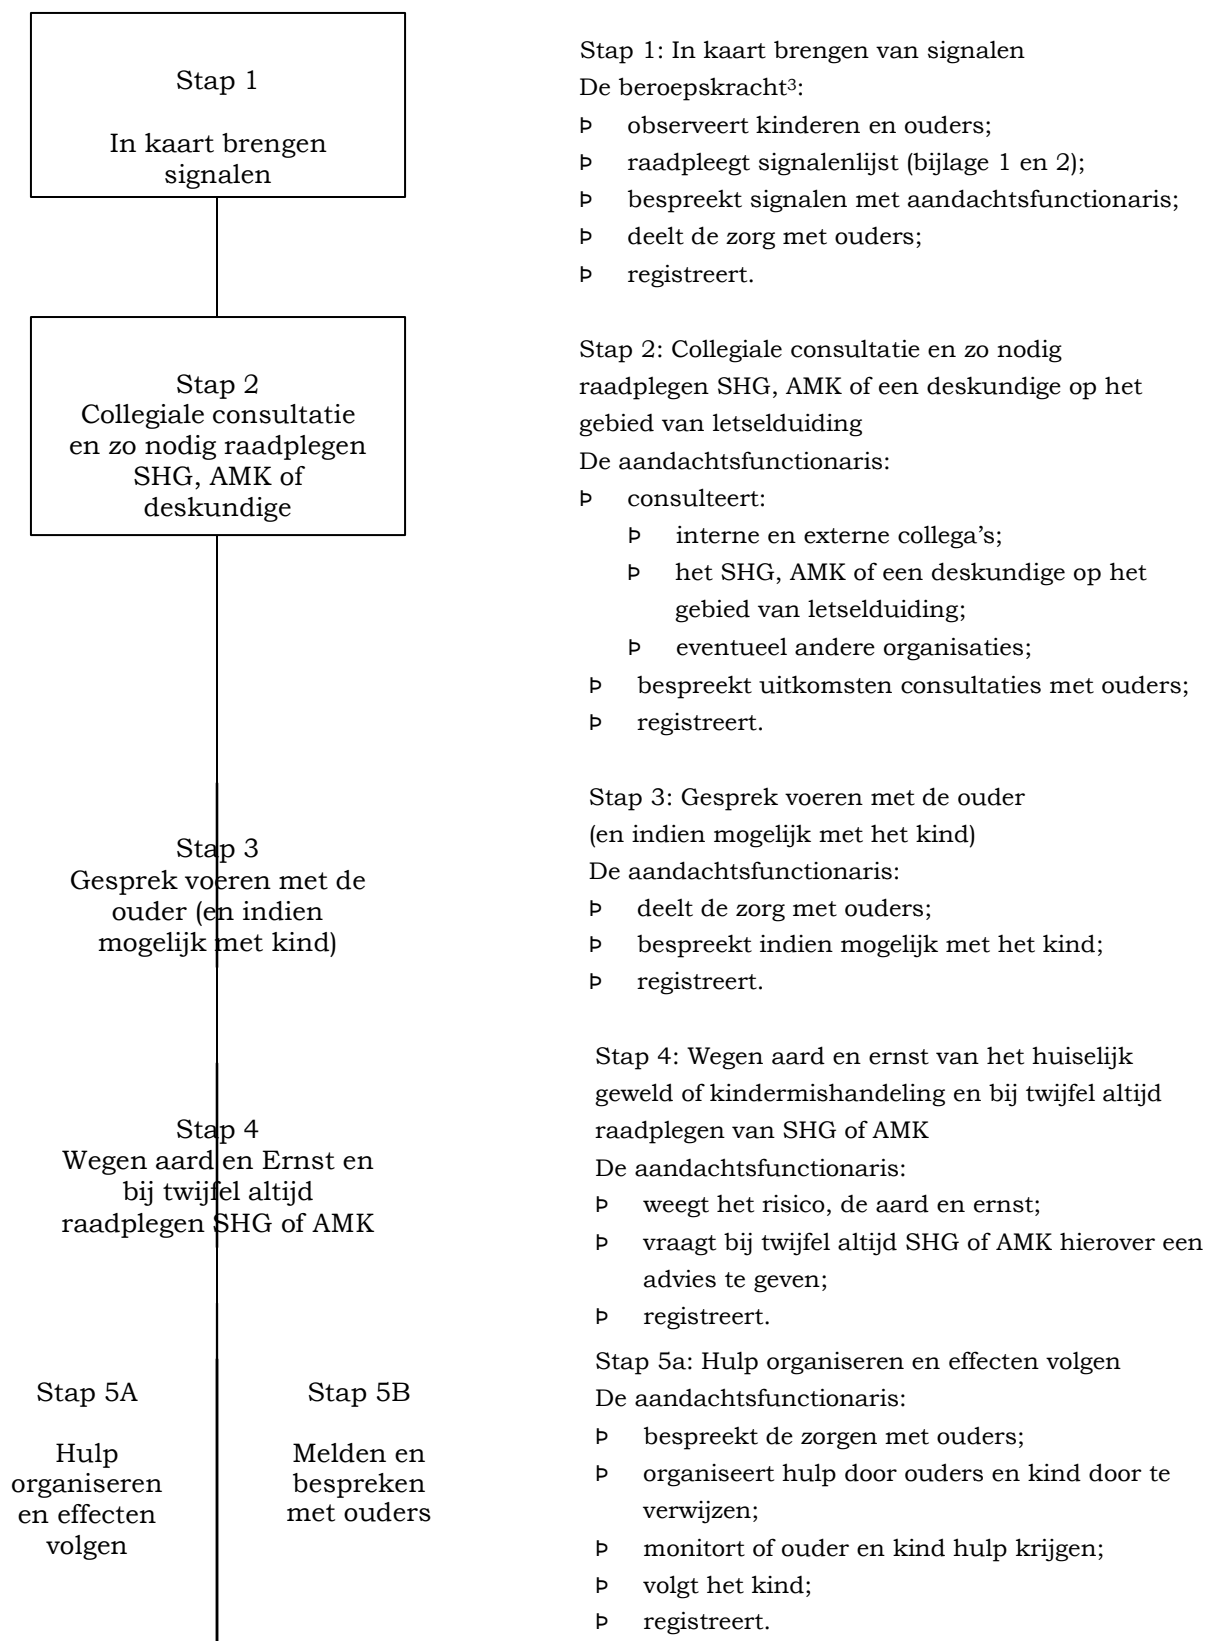 Stap 1
In kaart brengen
signalen
Stap 2
Collegiale consultatie
en zo nodig raadplegen
SHG, AMK of
deskundige
Stap 3
Gesprek voeren met de
ouder (en indien
mogelijk met kind)
Stap 4
Wegen aard en Ernst en
bij twijfel altijd
raadplegen SHG of AMK
Stap 5A
Hulp
organiseren
en effecten
volgen
Stap 5B
Melden en
bespreken
met ouders
Stap 1: In kaart brengen van signalen
De beroepskracht³:
Þ observeert kinderen en ouders;
Þ raadpleegt signalenlijst (bijlage 1 en 2);
Þ bespreekt signalen met aandachtsfunctionaris;
Þ deelt de zorg met ouders;
Þ registreert.
Stap 2: Collegiale consultatie en zo nodig
raadplegen SHG, AMK of een deskundige op het
gebied van letselduiding
De aandachtsfunctionaris:
Þ consulteert:
Þ interne en externe collega's;
Þ het SHG, AMK of een deskundige op het
gebied van letselduiding;
Þ eventueel andere organisaties;
Þ bespreekt uitkomsten consultaties met ouders;
Þ registreert.
Stap 3: Gesprek voeren met de ouder
(en indien mogelijk met het kind)
De aandachtsfunctionaris:
Þ deelt de zorg met ouders;
Þ bespreekt indien mogelijk met het kind;
Þ registreert.
Stap 4: Wegen aard en ernst van het huiselijk
geweld of kindermishandeling en bij twijfel altijd
raadplegen van SHG of AMK
De aandachtsfunctionaris:
Þ weegt het risico, de aard en ernst;
Þ vraagt bij twijfel altijd SHG of AMK hierover een
advies te geven;
Þ registreert.
Stap 5a: Hulp organiseren en effecten volgen
De aandachtsfunctionaris:
Þ bespreekt de zorgen met ouders;
Þ organiseert hulp door ouders en kind door te
verwijzen;
Þ monitort of ouder en kind hulp krijgen;
Þ volgt het kind;
Þ registreert.